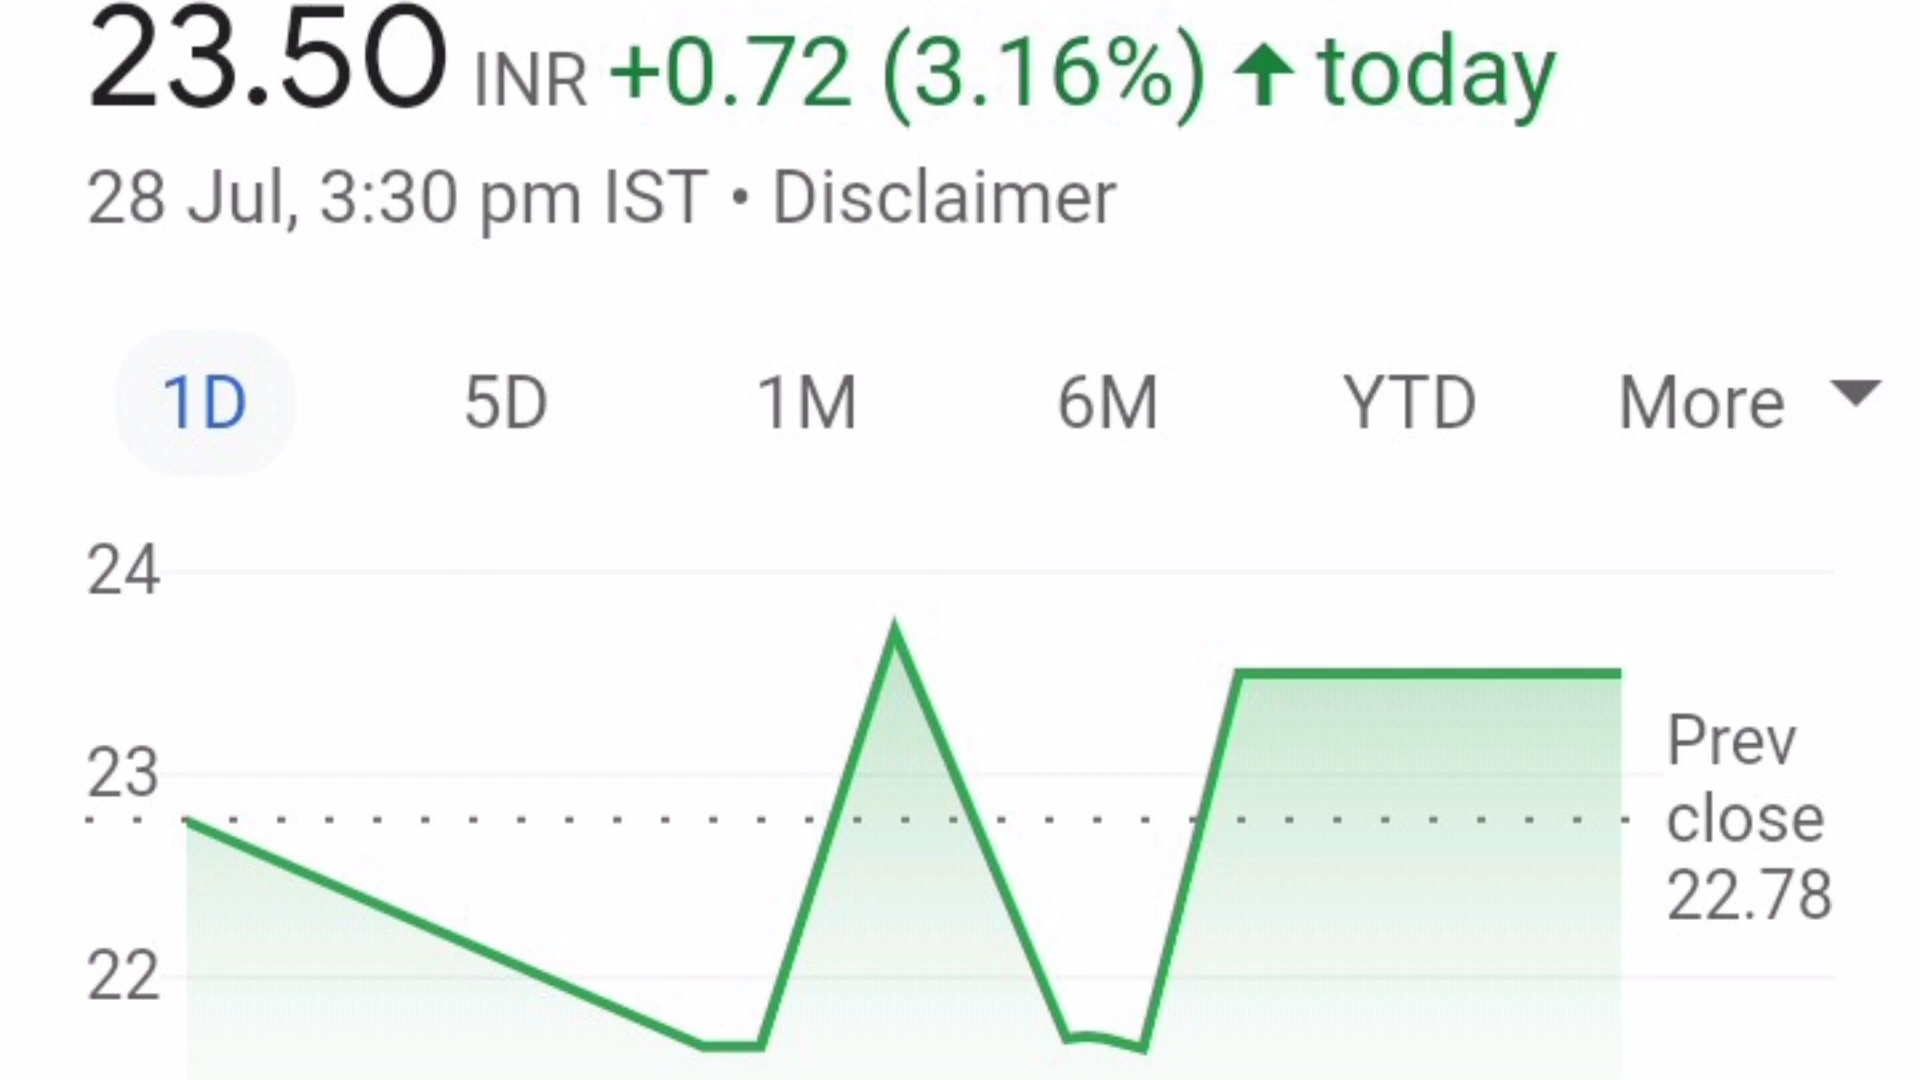 23.50 INR +0.72 (3.16%) ↑ today
28 Jul, 3:30 pm IST • Disclaimer
1D 5D 1M 6M YTD More
24
23
22
Prev
close
22.78